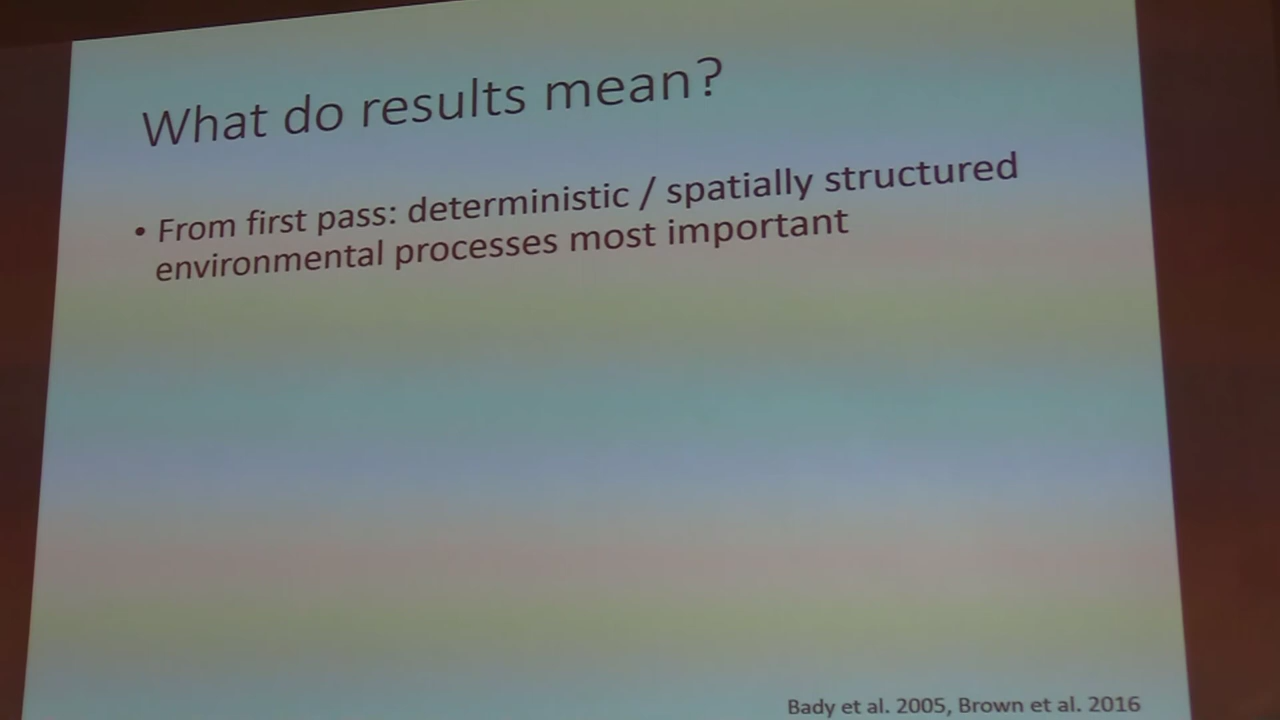 What do results mean?
• From first pass: deterministic / spatially structured
environmental processes most important
Bady et al. 2005, Brown et al. 2016